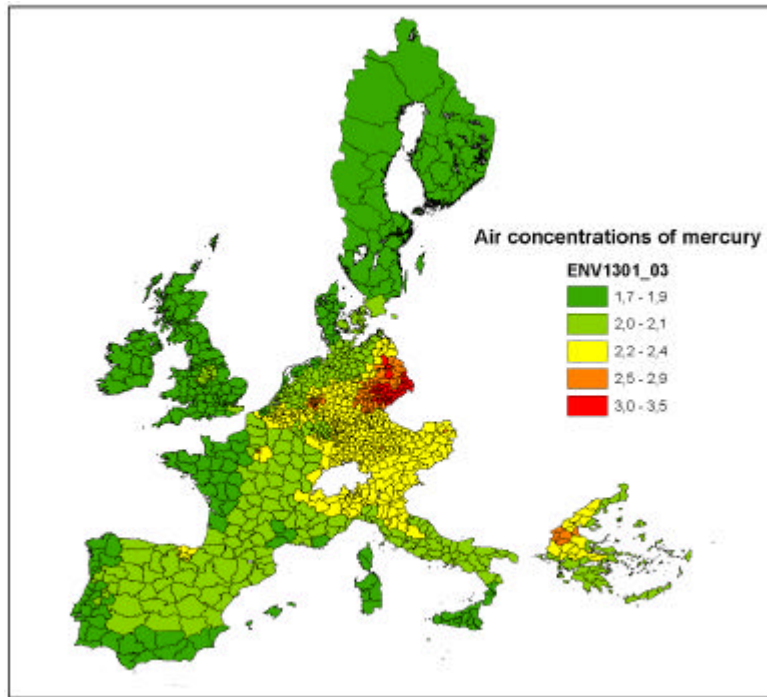 Air concentrations of mercury
ENV1301_03
1,7 - 1,9
2,0 - 2,1
2,2 - 2,4
2,5 - 2,9
3,0 - 3,5